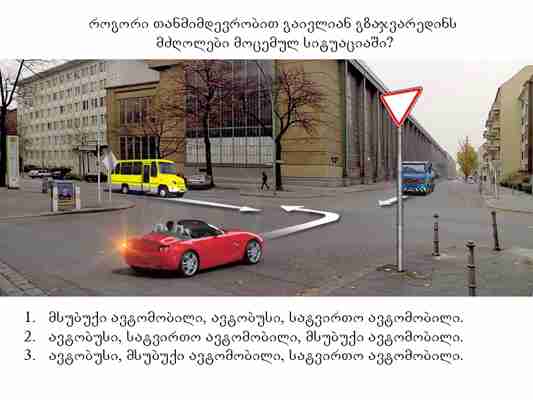 როგორი თანმიმდევრობით გაივლიან გზაჯვარედინს
მძღოლები მოცემულ სიტუაციაში?
1. მსუბუქი ავტომობილი, ავტობუსი, სატვირთო ავტომობილი.
2. ავტობუსი, სატვირთო ავტომობილი, მსუბუქი ავტომობილი.
3. ავტობუსი, მსუბუქი ავტომობილი, სატვირთო ავტომობილი.